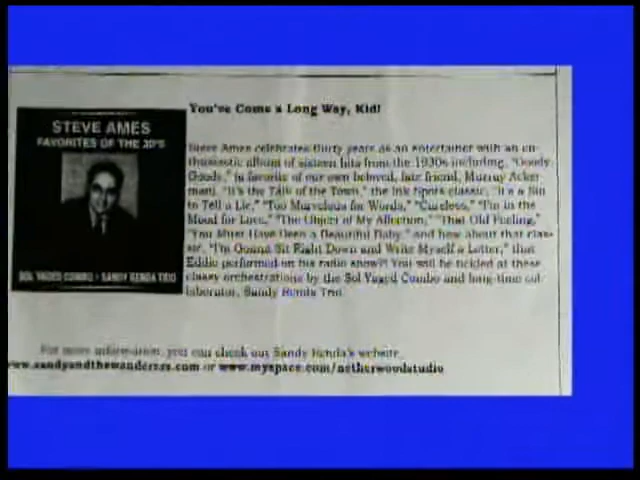 You've Come a Long Way, Kid!
STEVE AMES
FAVORITES OF THE 30'S
SOL YAGED COMBO • SANDY RENDA TRIO
Steve Ames celebrates thirty years as an entertainer with an en-
thusiastic album of sixteen hits from the 1930s including, "Goody
Goody," in favorite of our own beloved, late friend, Murray Acker
man), "It's the Talk of the Town," the Ink Spots classic, "It's a Sin
to Tell a Lie," "Too Marvelous for Words," "Careless," "I'm in the
Mood for Love," "The Object of My Affection," "That Old Feeling,"
"You Must Have Been a Beautiful Baby," and how about that clas-
sic, "I'm Gonna Sit Right Down and Write Myself a Letter," that
Eddie performed on his radio show?! You will be tickled at these
classy orchestrations by the Sol Yaged Combo and long-time col-
laborator, Sandy Renda Trio.
For more information, you can check out Sandy Renda's website
www.sandyandthewanderers.com or www.myspace.com/netherwoodstudio